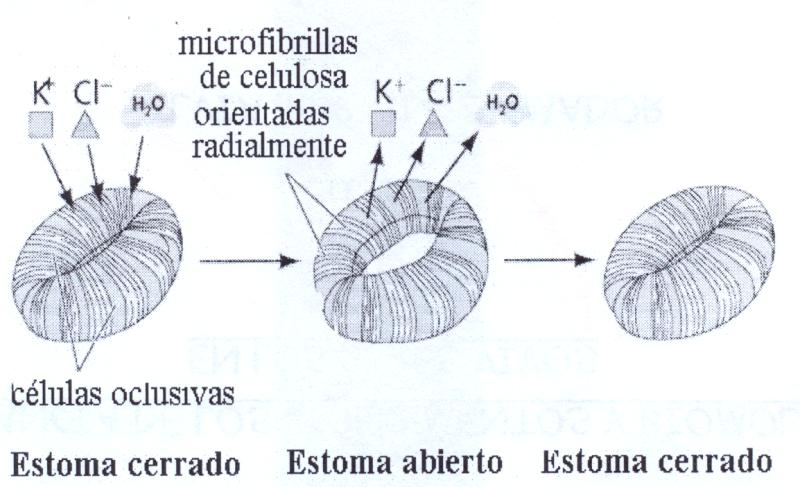 microfibrillas
de celulosa
orientadas
radialmente
K⁺ Cl⁻ H₂O
K⁺ Cl⁻ H₂O
células oclusivas
Estoma cerrado Estoma abierto Estoma cerrado